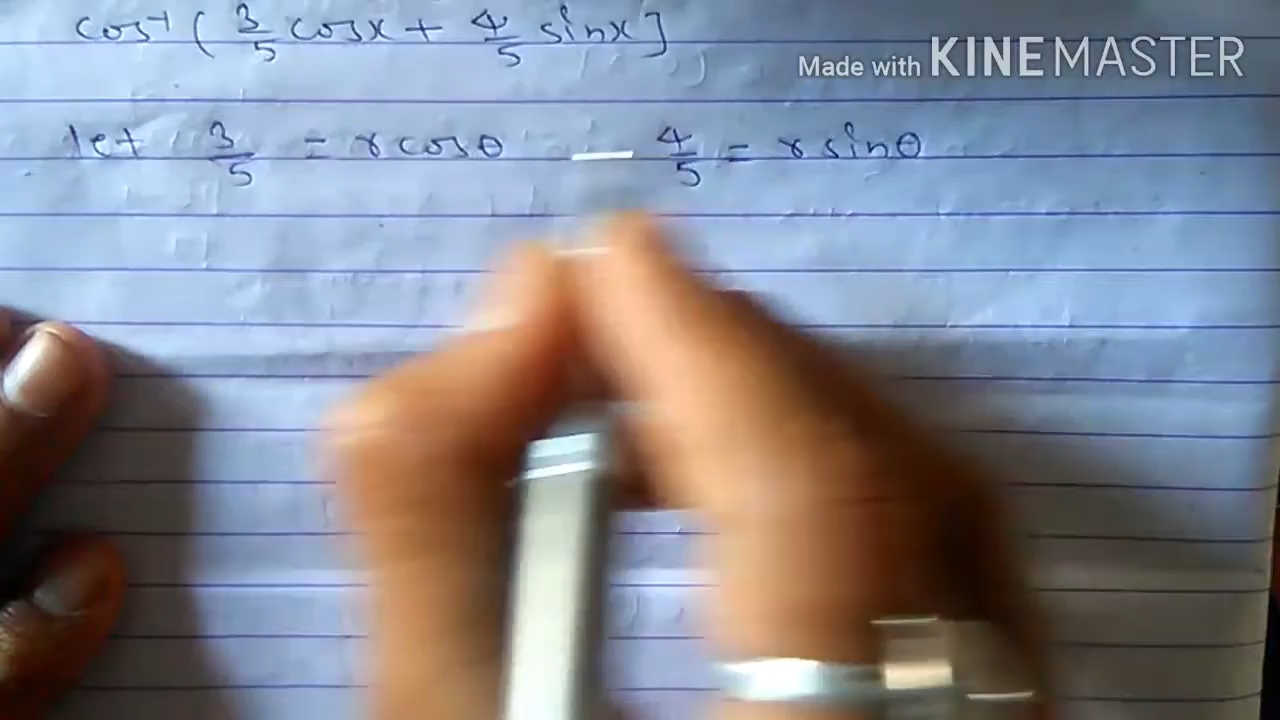 cos⁻¹ ( 3/5 cosx + 4/5 sinx ]
Made with KINEMASTER
let 3/5 = r cosθ 4/5 = r sinθ